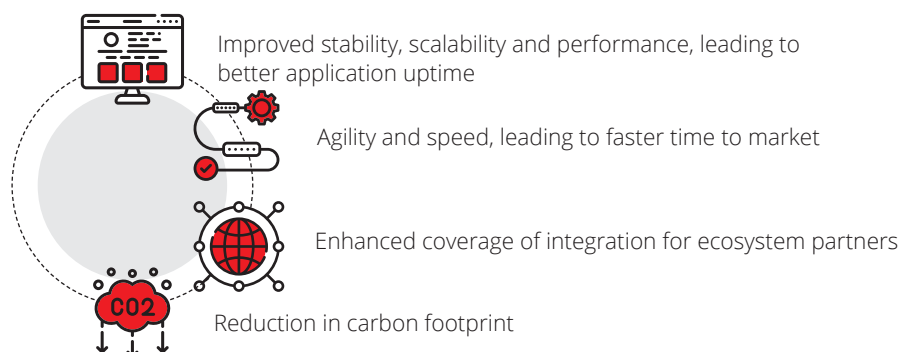 Improved stability, scalability and performance, leading to
better application uptime
Agility and speed, leading to faster time to market
Enhanced coverage of integration for ecosystem partners
CO2
Reduction in carbon footprint